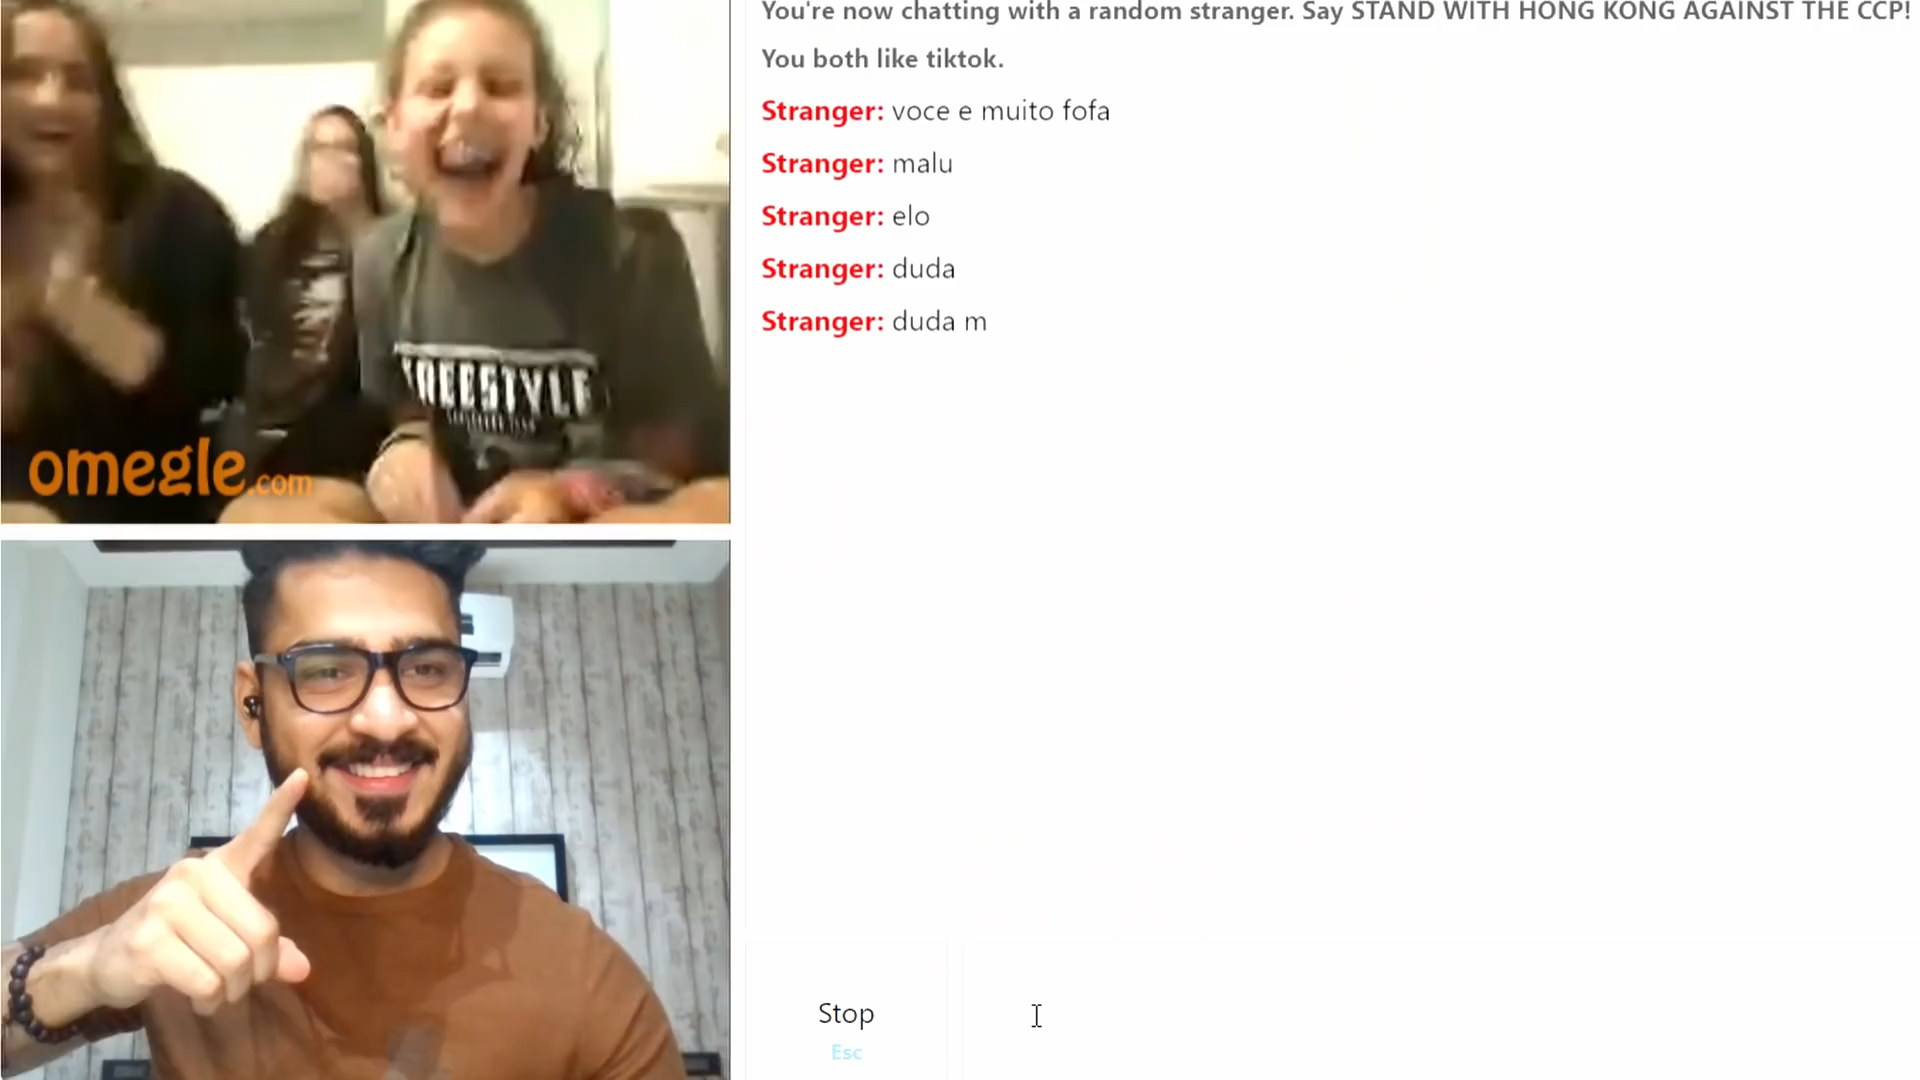 You're now chatting with a random stranger. Say STAND WITH HONG KONG AGAINST THE CCP!
You both like tiktok.
Stranger: voce e muito fofa
Stranger: malu
Stranger: elo
Stranger: duda
Stranger: duda m
FREESTYLE
omegle.com
Stop
Esc